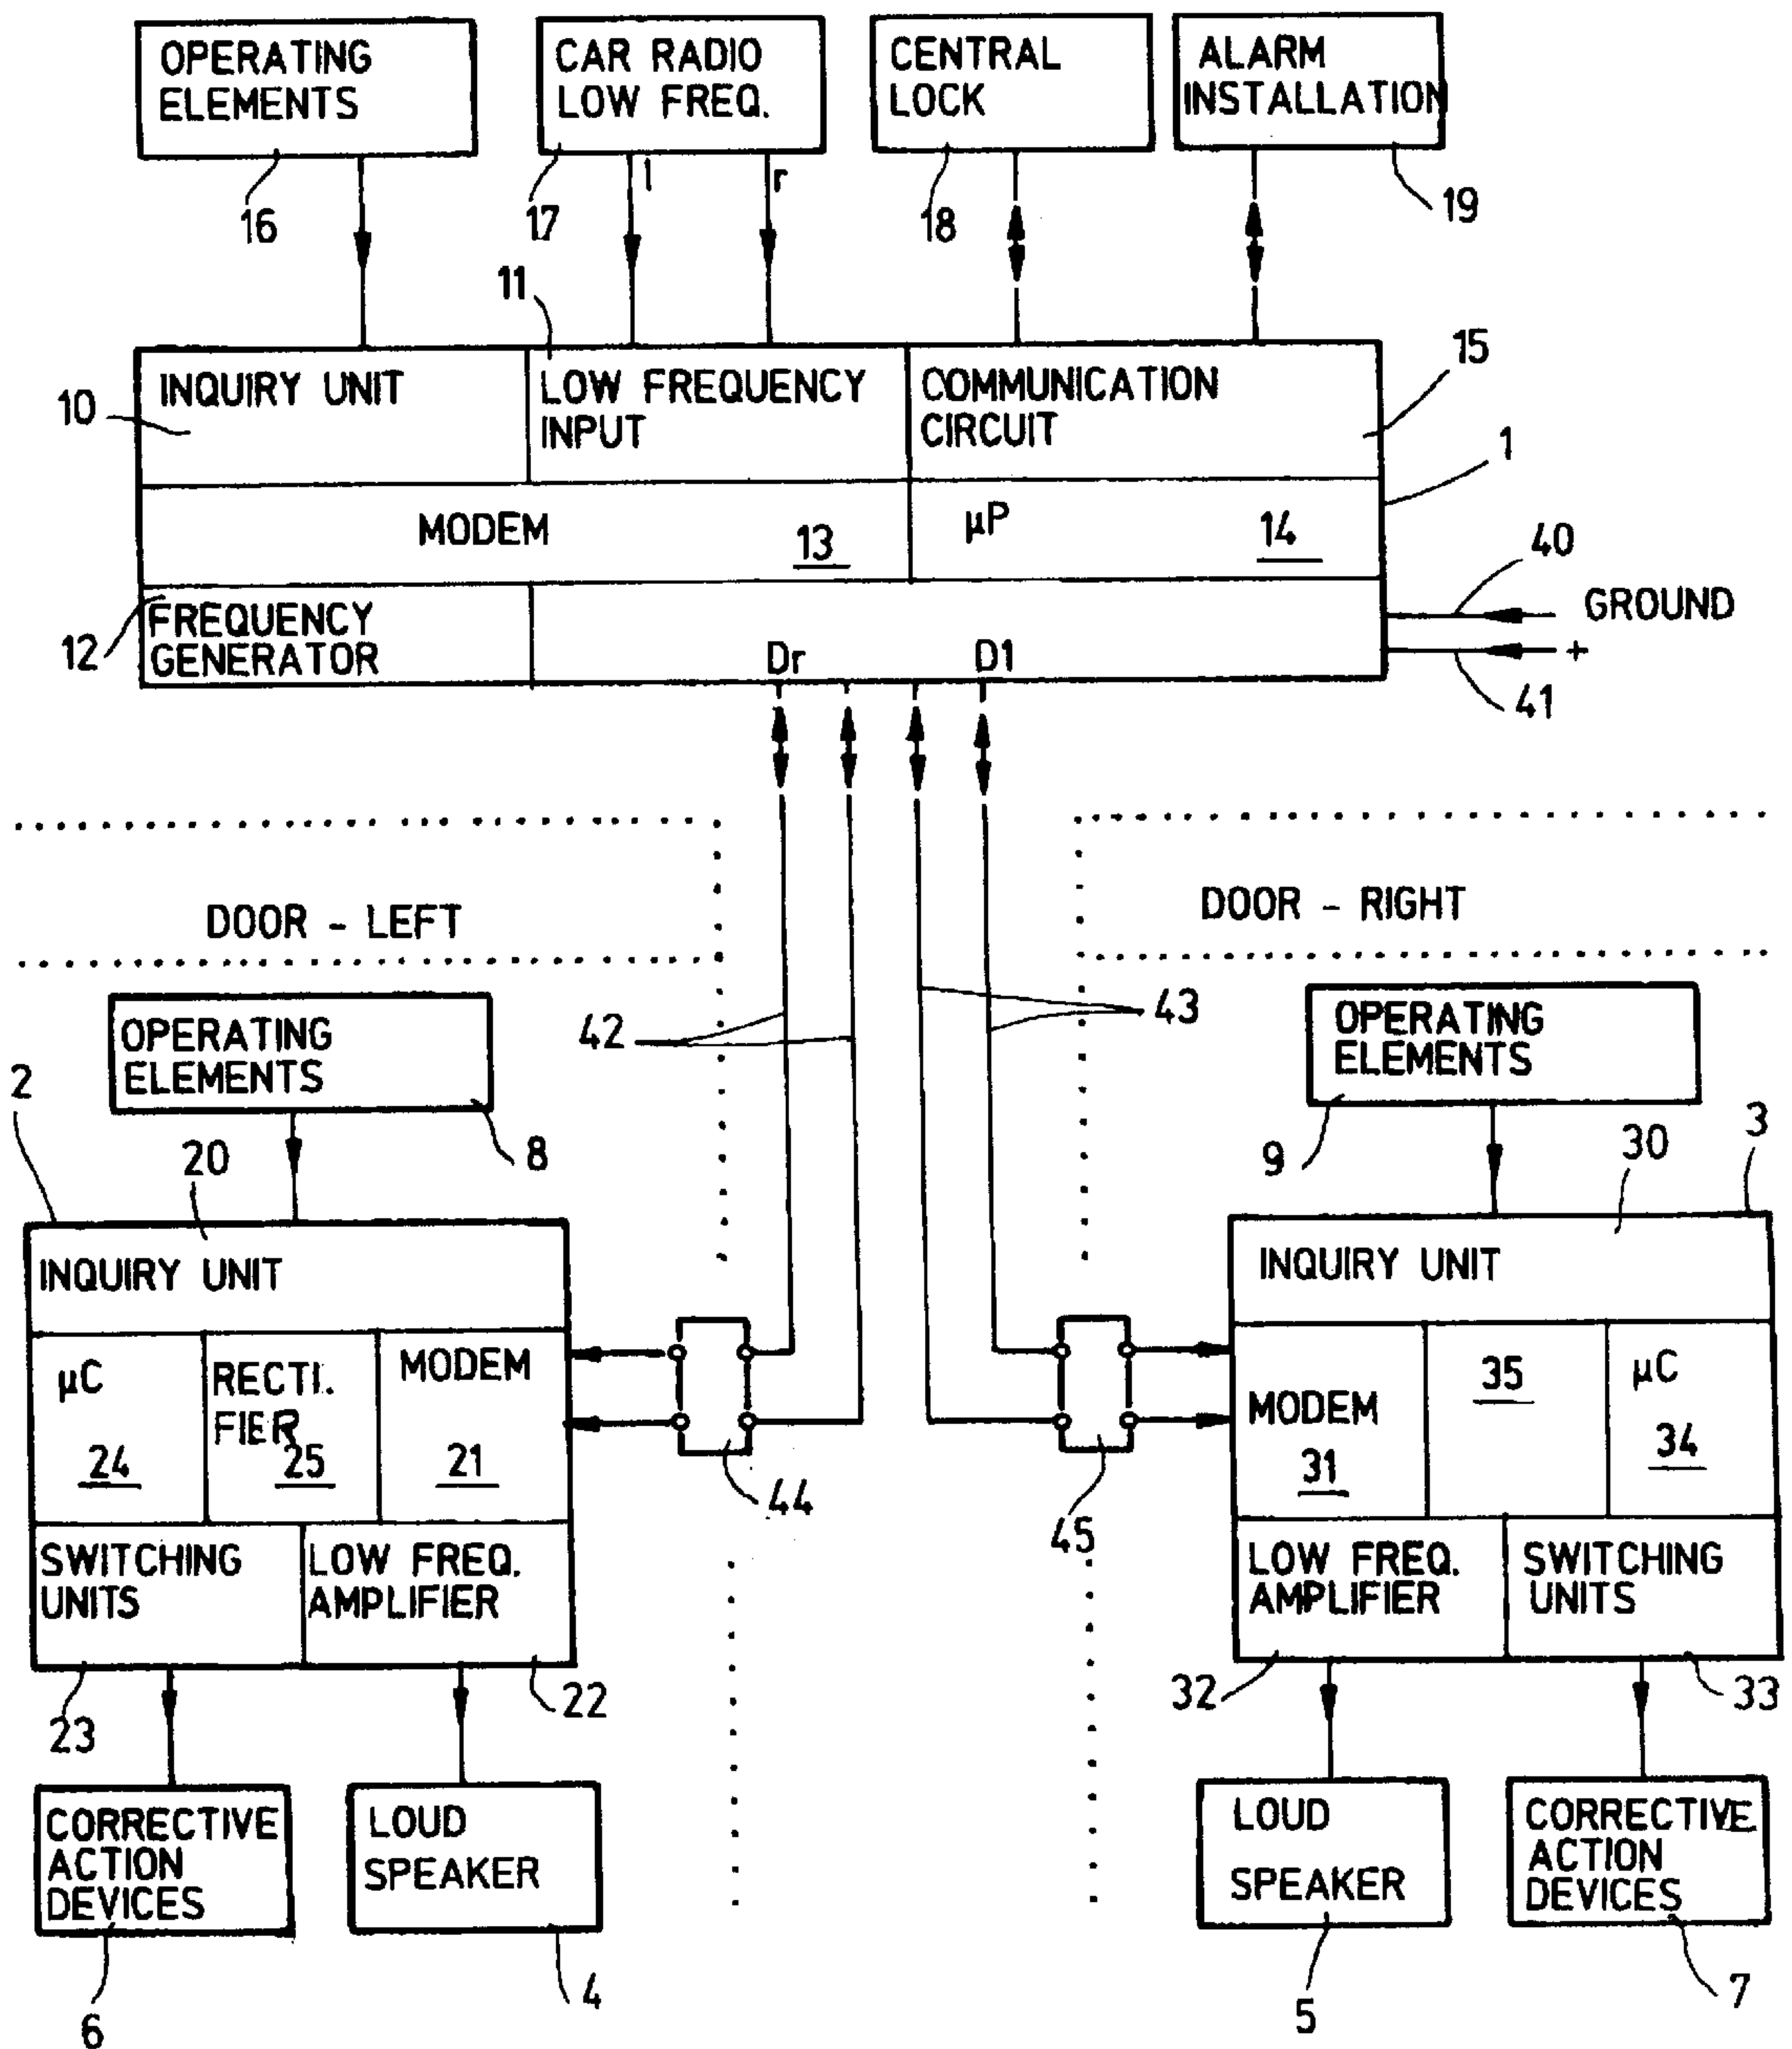 OPERATING
ELEMENTS
CAR RADIO
LOW FREQ.
CENTRAL
LOCK
ALARM
INSTALLATION
16
17
l
r
18
19
11
INQUIRY UNIT
LOW FREQUENCY
INPUT
COMMUNICATION
CIRCUIT
10
15
1
MODEM
13
µP
14
40
GROUND
12
FREQUENCY
GENERATOR
Dr
D1
+
41
DOOR - LEFT
DOOR - RIGHT
42
43
OPERATING
ELEMENTS
OPERATING
ELEMENTS
2
8
20
9
30
3
INQUIRY UNIT
INQUIRY UNIT
µC
24
RECTI.
FIER
25
MODEM
21
44
45
MODEM
31
35
µC
34
SWITCHING
UNITS
LOW FREQ.
AMPLIFIER
LOW FREQ.
AMPLIFIER
SWITCHING
UNITS
23
22
32
33
CORRECTIVE
ACTION
DEVICES
LOUD
SPEAKER
LOUD
SPEAKER
CORRECTIVE
ACTION
DEVICES
6
4
5
7